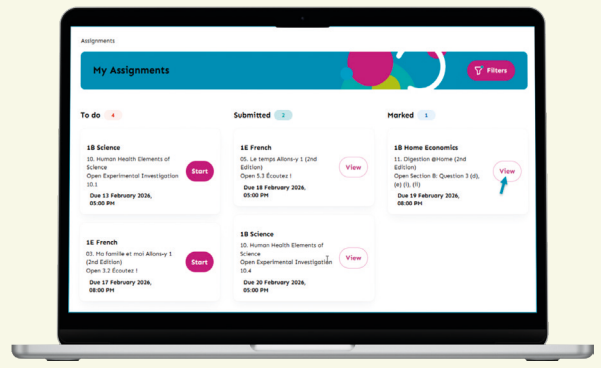 Assignments
My Assignments
Filters
To do 4
1B Science
10. Human Health Elements of
Science
Open Experimental Investigation
10.1
Due 13 February 2026,
05:00 PM
Start
1E French
03. Ma famille et moi Allons-y 1
(2nd Edition)
Open 3.2 Écoutez !
Due 17 February 2026,
08:00 PM
Start
Submitted 2
1E French
05. Le temps Allons-y 1 (2nd
Edition)
Open 5.3 Écoutez !
Due 18 February 2026,
05:00 PM
View
1B Science
10. Human Health Elements of
Science
Open Experimental Investigation
10.4
Due 20 February 2026,
05:00 PM
View
Marked 1
1B Home Economics
11. Digestion @Home (2nd
Edition)
Open Section B: Question 3 (d),
(e) (i), (ii)
Due 19 February 2026,
08:00 PM
View